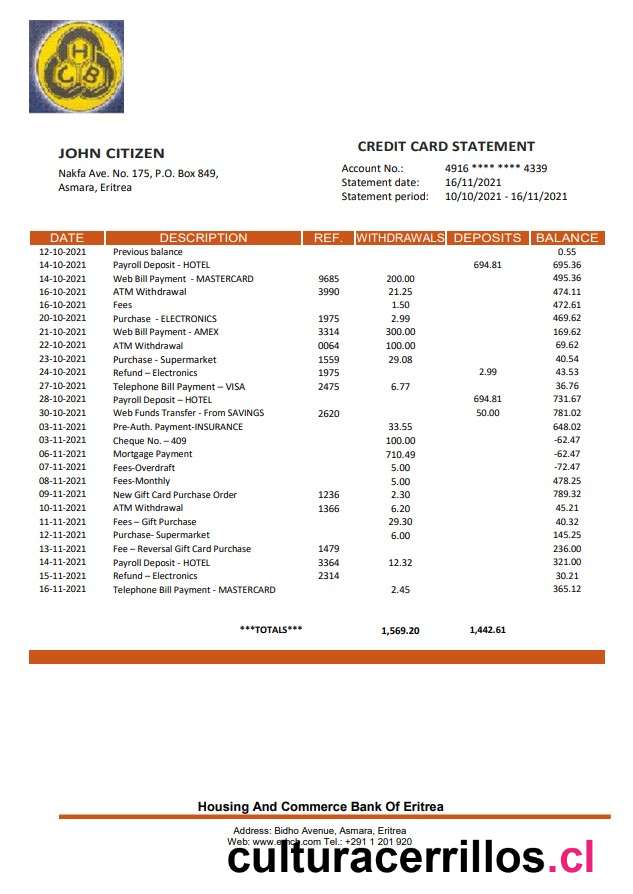 H
C B
JOHN CITIZEN
Nakfa Ave. No. 175, P.O. Box 849,
Asmara, Eritrea
CREDIT CARD STATEMENT
Account No.: 4916 **** **** 4339
Statement date: 16/11/2021
Statement period: 10/10/2021 - 16/11/2021
DATE DESCRIPTION REF. WITHDRAWALS DEPOSITS BALANCE
12-10-2021 Previous balance 0.55
14-10-2021 Payroll Deposit - HOTEL 694.81 695.36
14-10-2021 Web Bill Payment - MASTERCARD 9685 200.00 495.36
16-10-2021 ATM Withdrawal 3990 21.25 474.11
16-10-2021 Fees 1.50 472.61
20-10-2021 Purchase - ELECTRONICS 1975 2.99 469.62
21-10-2021 Web Bill Payment - AMEX 3314 300.00 169.62
22-10-2021 ATM Withdrawal 0064 100.00 69.62
23-10-2021 Purchase - Supermarket 1559 29.08 40.54
24-10-2021 Refund – Electronics 1975 2.99 43.53
27-10-2021 Telephone Bill Payment – VISA 2475 6.77 36.76
28-10-2021 Payroll Deposit – HOTEL 694.81 731.67
30-10-2021 Web Funds Transfer - From SAVINGS 2620 50.00 781.02
03-11-2021 Pre-Auth. Payment-INSURANCE 33.55 648.02
03-11-2021 Cheque No. – 409 100.00 -62.47
06-11-2021 Mortgage Payment 710.49 -62.47
07-11-2021 Fees-Overdraft 5.00 -72.47
08-11-2021 Fees-Monthly 5.00 478.25
09-11-2021 New Gift Card Purchase Order 1236 2.30 789.32
10-11-2021 ATM Withdrawal 1366 6.20 45.21
11-11-2021 Fees – Gift Purchase 29.30 40.32
12-11-2021 Purchase- Supermarket 6.00 145.25
13-11-2021 Fee – Reversal Gift Card Purchase 1479 236.00
14-11-2021 Payroll Deposit - HOTEL 3364 12.32 321.00
15-11-2021 Refund – Electronics 2314 30.21
16-11-2021 Telephone Bill Payment - MASTERCARD 2.45 365.12
***TOTALS*** 1,569.20 1,442.61
Housing And Commerce Bank Of Eritrea
Address: Bidho Avenue, Asmara, Eritrea
Web: Tel.: +291 1 201 920
culturacerrillos.cl